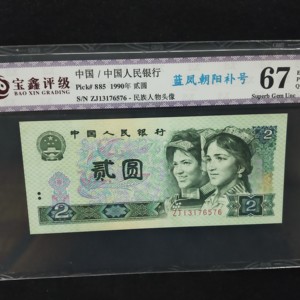 宝鑫评级
BAO XIN GRADING
中国 / 中国人民银行
Pick# 885 1990年 贰圆
S/N ZJ13176576 - 民族人物头像
蓝凤朝阳补号
67
Superb Gem Unc
中国人民银行
贰圆
2
2
ZJ13176576